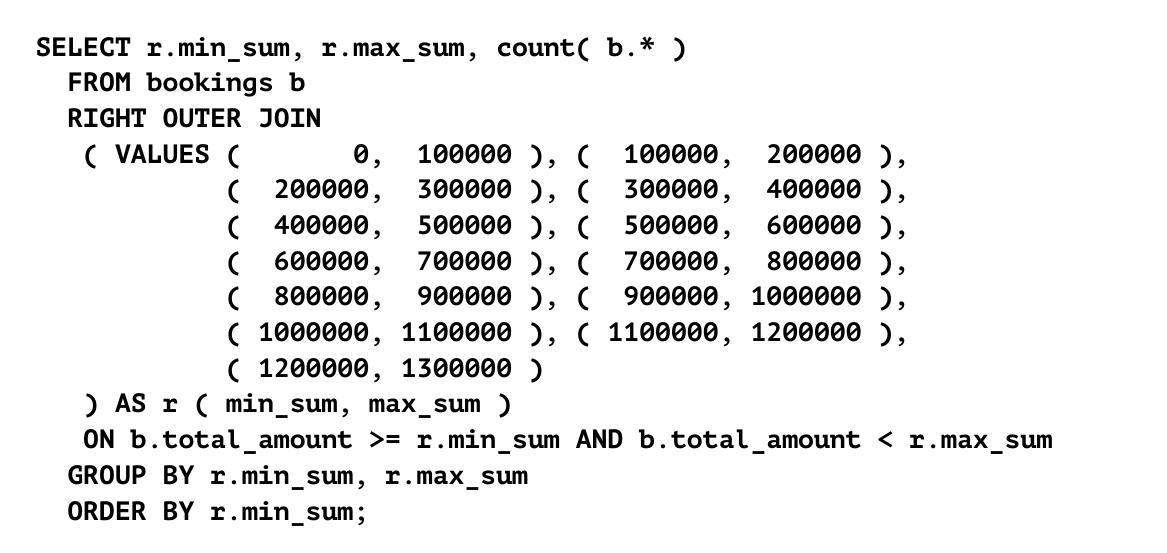 SELECT r.min_sum, r.max_sum, count( b.* )
FROM bookings b
RIGHT OUTER JOIN
( VALUES ( 0, 100000 ), ( 100000, 200000 ),
( 200000, 300000 ), ( 300000, 400000 ),
( 400000, 500000 ), ( 500000, 600000 ),
( 600000, 700000 ), ( 700000, 800000 ),
( 800000, 900000 ), ( 900000, 1000000 ),
( 1000000, 1100000 ), ( 1100000, 1200000 ),
( 1200000, 1300000 )
) AS r ( min_sum, max_sum )
ON b.total_amount >= r.min_sum AND b.total_amount < r.max_sum
GROUP BY r.min_sum, r.max_sum
ORDER BY r.min_sum;